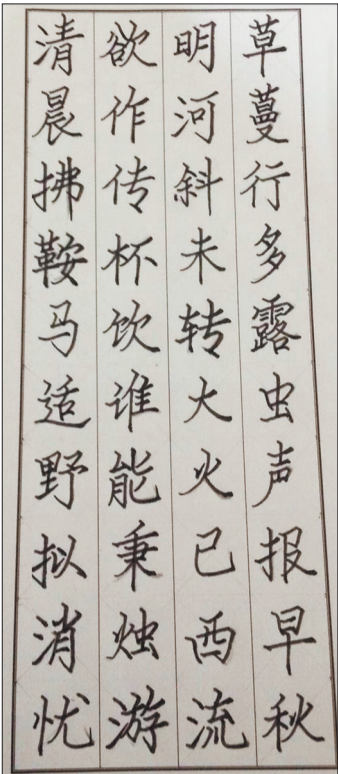 草蔓行多露虫声报早秋
明河斜未转大火已西流
欲作传杯饮谁能秉烛游
清晨拂鞍马适野拟消忧